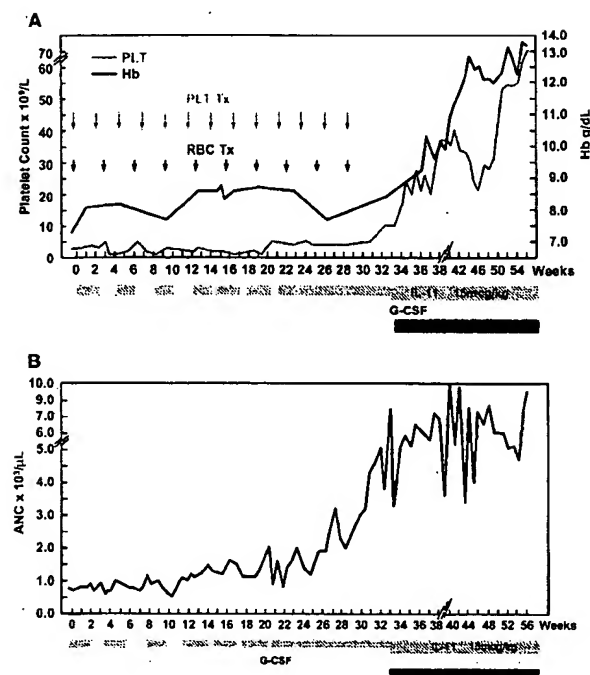 A
PLT
Hb
PLT Tx
RBC Tx
Platelet Count x 10⁹/L
70
60
50
40
30
20
10
0
Hb g/dL
14.0
13.0
12.0
11.0
10.0
9.0
8.0
7.0
0 2 4 6 8 10 12 14 16 18 20 22 24 26 28 30 32 34 36 38 42 46 50 54 Weeks
G-CSF
B
ANC x 10³/µL
10.0
9.0
8.0
7.0
6.0
5.0
4.0
3.0
2.0
1.0
0.0
0 2 4 6 8 10 12 14 16 18 20 22 24 26 28 30 32 34 36 38 40 44 48 52 56 Weeks
G-CSF